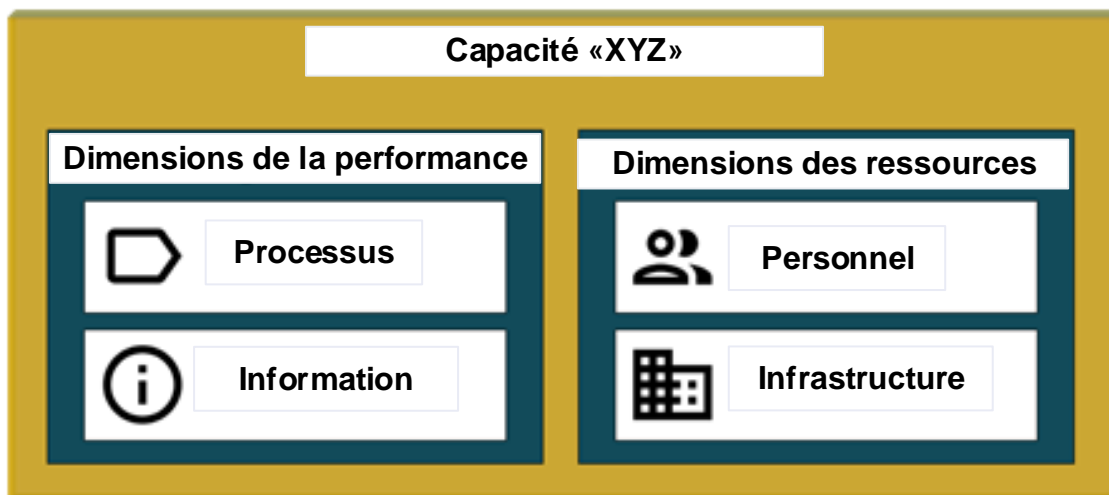 Capacité «XYZ»
Dimensions de la performance
Processus
Information
Dimensions des ressources
Personnel
Infrastructure